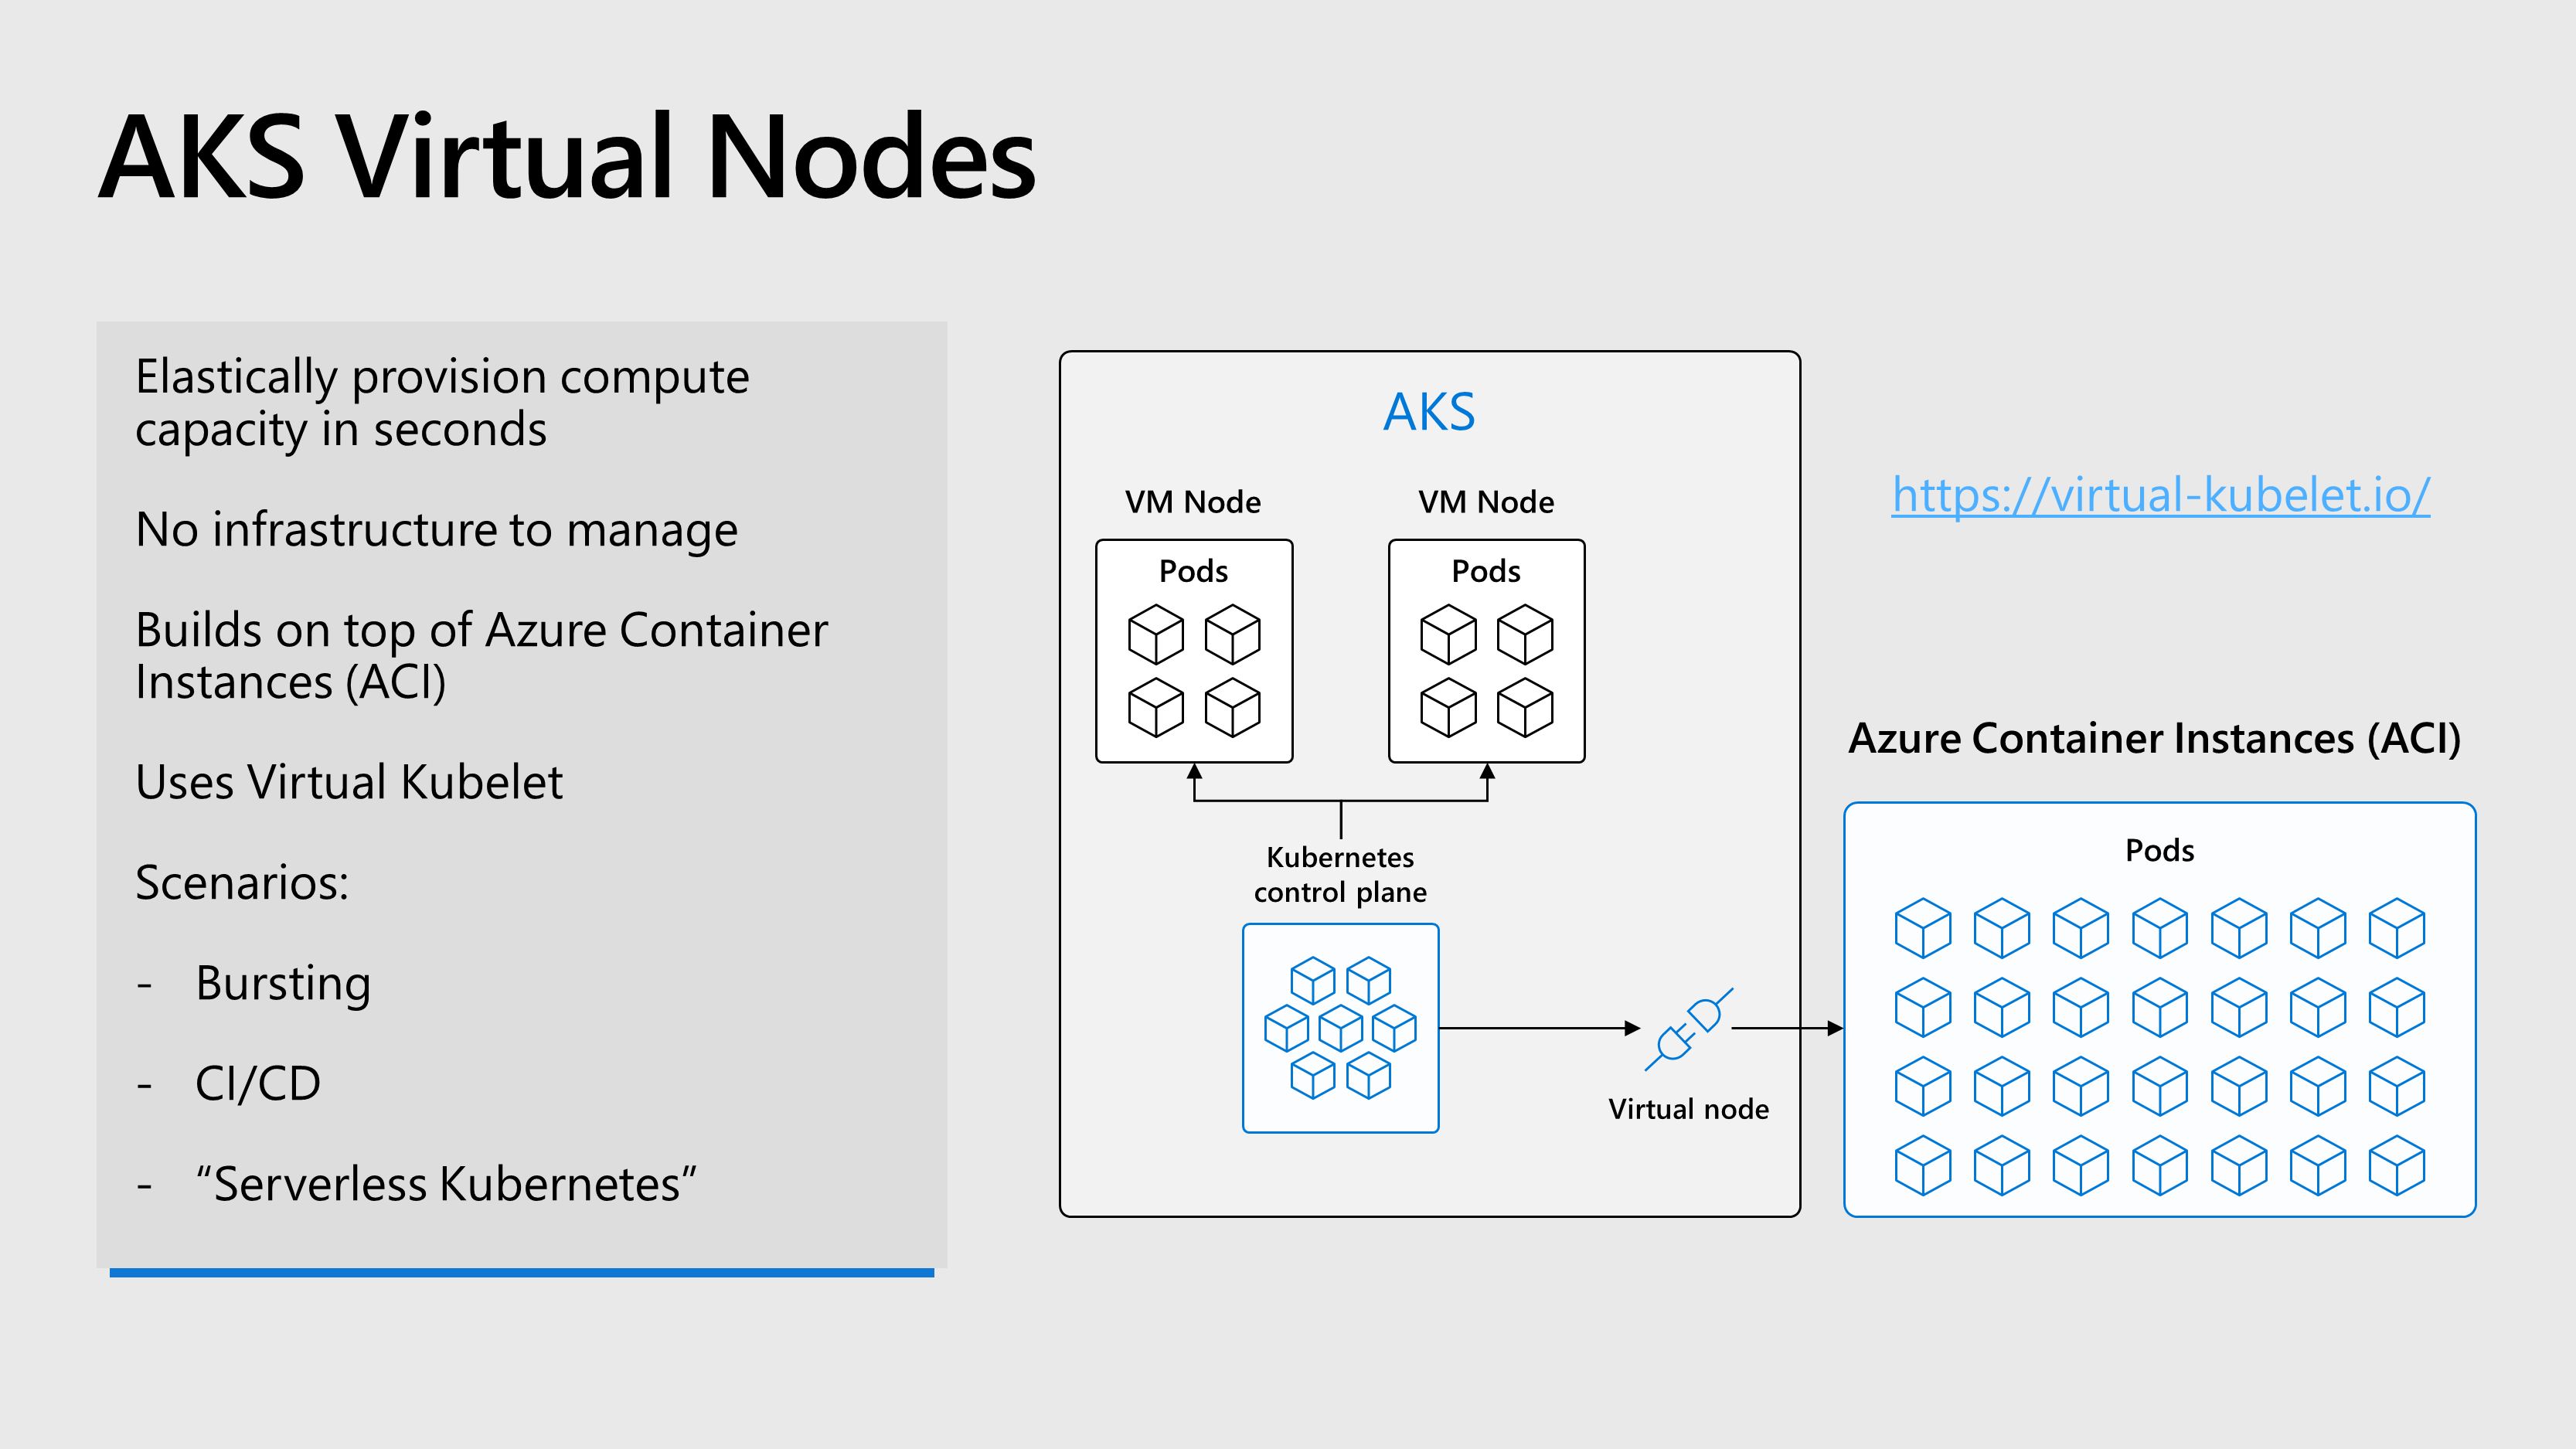 AKS Virtual Nodes
Elastically provision compute
capacity in seconds
No infrastructure to manage
Builds on top of Azure Container
Instances (ACI)
Uses Virtual Kubelet
Scenarios:
- Bursting
- CI/CD
- “Serverless Kubernetes”
AKS
VM Node
VM Node
Pods
Pods
Kubernetes
control plane
Virtual node
https://virtual-kubelet.io/
Azure Container Instances (ACI)
Pods